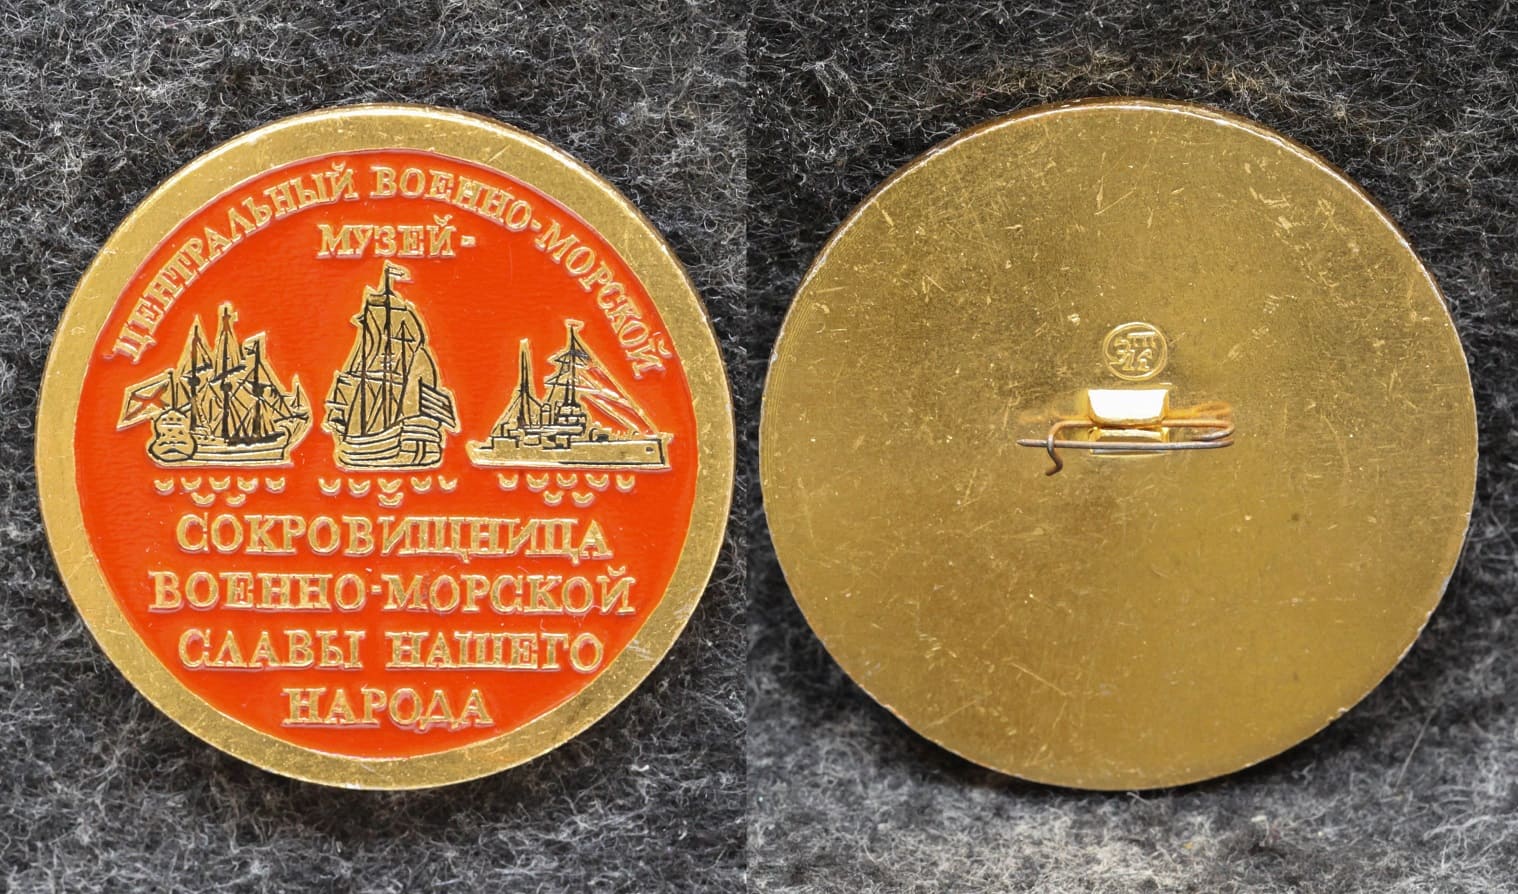 ЦЕНТРАЛЬНЫЙ ВОЕННО-МОРСКОЙ
МУЗЕЙ-
СОКРОВИЩНИЦА
ВОЕННО-МОРСКОЙ
СЛАВЫ НАШЕГО
НАРОДА